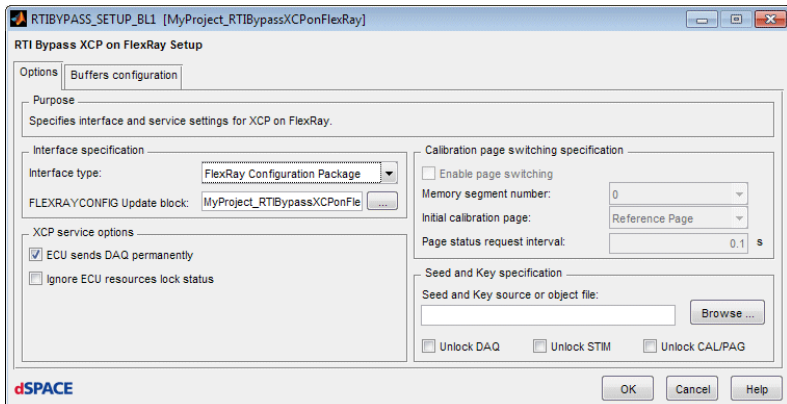 RTIBYPASS_SETUP_BL1 [MyProject_RTIBypassXCPonFlexRay]
RTI Bypass XCP on FlexRay Setup
Options Buffers configuration
Purpose
Specifies interface and service settings for XCP on FlexRay.
Interface specification
Interface type: FlexRay Configuration Package
FLEXRAYCONFIG Update block: MyProject_RTIBypassXCPonFle ...
XCP service options
ECU sends DAQ permanently
Ignore ECU resources lock status
Calibration page switching specification
Enable page switching
Memory segment number: 0
Initial calibration page: Reference Page
Page status request interval: 0.1 s
Seed and Key specification
Seed and Key source or object file:
Browse ...
Unlock DAQ Unlock STIM Unlock CAL/PAG
dSPACE OK Cancel Help